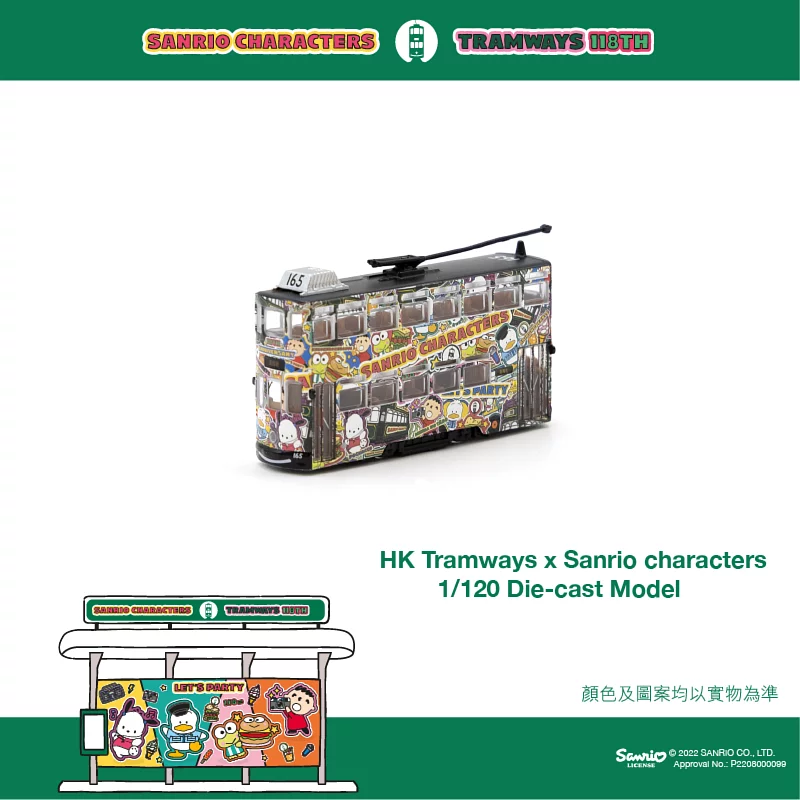 SANRIO CHARACTERS TRAMWAYS 118TH
165
SANRIO CHARACTERS
LET'S PARTY
165
HK Tramways x Sanrio characters
1/120 Die-cast Model
SANRIO CHARACTERS TRAMWAYS 118TH
LET'S PARTY
顏色及圖案均以實物為準
Sanrio
LICENSE
© 2022 SANRIO CO., LTD.
Approval No.: P2208000099